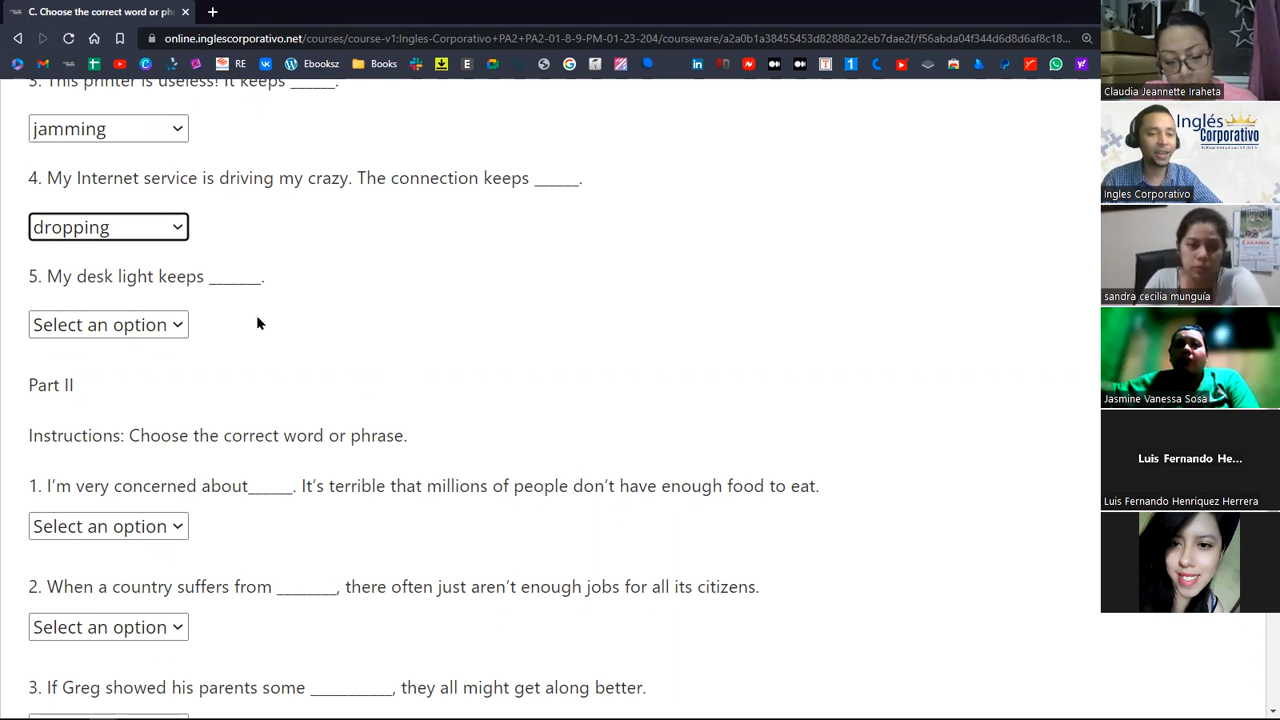 C. Choose the correct word or ph
online.inglescorporativo.net/courses/course-v1:Ingles-Corporativo+PA2+PA2-01-8-9-PM-01-23-204/courseware/a2a0b1a38455453d82888a22eb7dae2f/f56abda04f344d6d8d6af8c18...
RE
Ebooksz
Books
3. This printer is useless! It keeps ______.
jamming
4. My Internet service is driving my crazy. The connection keeps ______.
dropping
5. My desk light keeps _______.
Select an option
Part II
Instructions: Choose the correct word or phrase.
1. I'm very concerned about______. It's terrible that millions of people don't have enough food to eat.
Select an option
2. When a country suffers from ________, there often just aren't enough jobs for all its citizens.
Select an option
3. If Greg showed his parents some ___________, they all might get along better.
Claudia Jeannette Iraheta
Inglés
Corporativo
Ingles Corporativo
sandra cecilia munguía
Jasmine Vanessa Sosa
Luis Fernando He...
Luis Fernando Henriquez Herrera